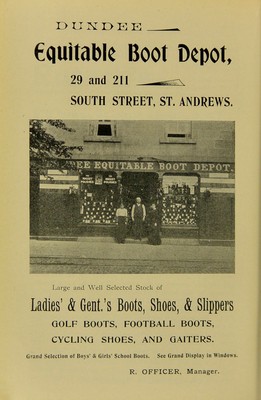 DUNDEE
Equitable Boot Depot,
29 and 211
SOUTH STREET, ST. ANDREWS.
DEE EQUITABLE BOOT DEPOT,
Large and Well Selected Stock of
Ladies' & Gent.'s Boots, Shoes, & Slippers
GOLF BOOTS, FOOTBALL BOOTS,
CYCLING SHOES, AND GAITERS.
Grand Selection of Boys' & Girls' School Boots. See Grand Display in Windows.
R. OFFICER, Manager.